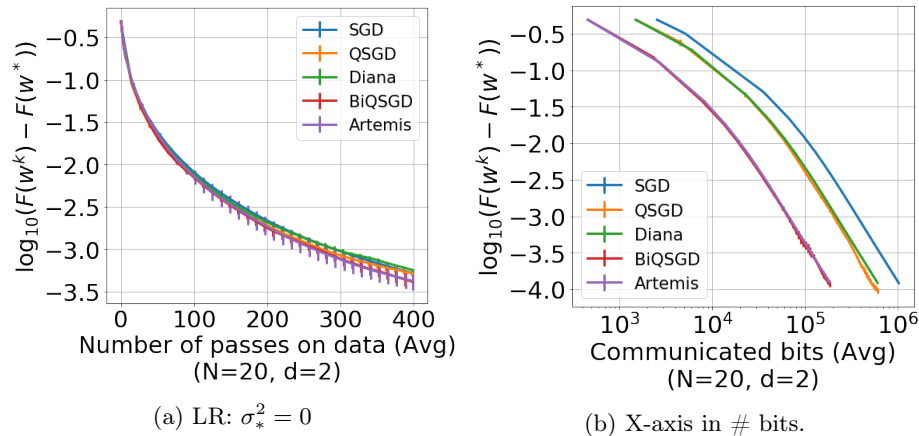 log10(F(w^k) − F(w^*))
−0.5
−1.0
−1.5
−2.0
−2.5
−3.0
−3.5
SGD
QSGD
Diana
BiQSGD
Artemis
0 100 200 300 400
Number of passes on data (Avg)
(N=20, d=2)
(a) LR: σ_*^2 = 0
log10(F(w^k) − F(w^*))
−0.5
−1.0
−1.5
−2.0
−2.5
−3.0
−3.5
−4.0
SGD
QSGD
Diana
BiQSGD
Artemis
10^3 10^4 10^5 10^6
Communicated bits (Avg)
(N=20, d=2)
(b) X-axis in # bits.